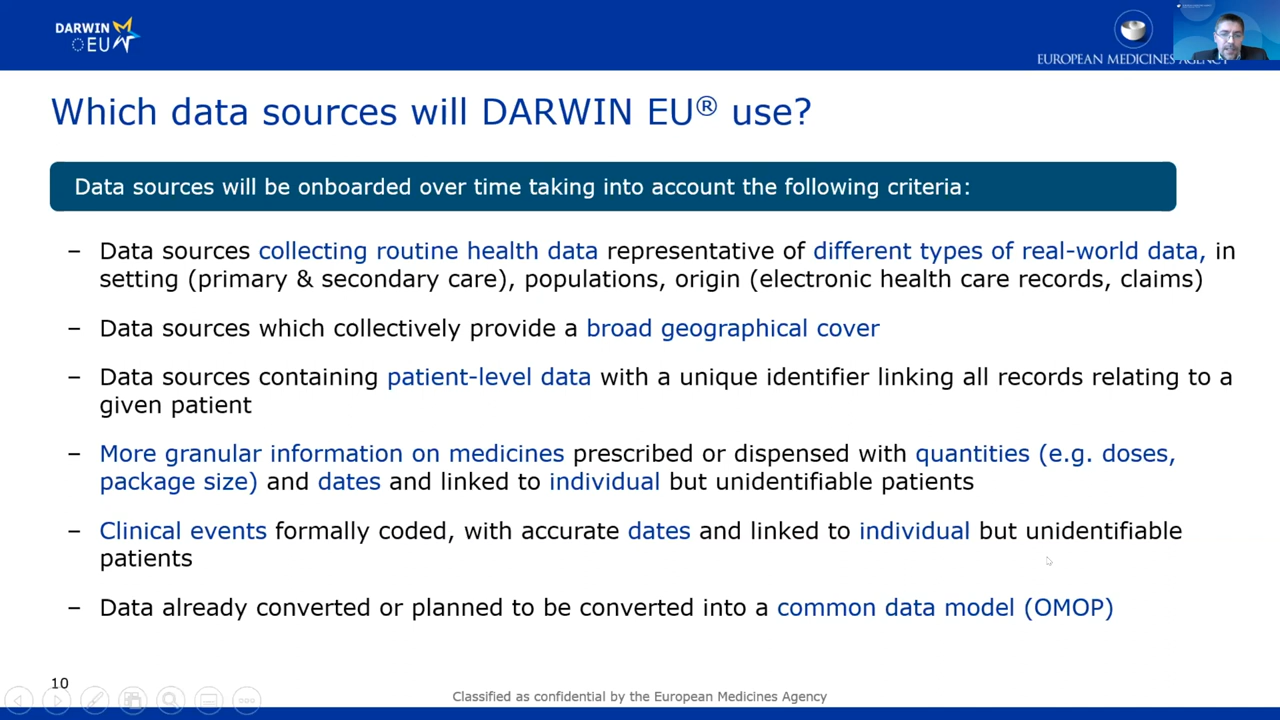 DARWIN
EU
EUROPEAN MEDICINES AGENCY
Which data sources will DARWIN EU® use?
Data sources will be onboarded over time taking into account the following criteria:
– Data sources collecting routine health data representative of different types of real-world data, in
setting (primary & secondary care), populations, origin (electronic health care records, claims)
– Data sources which collectively provide a broad geographical cover
– Data sources containing patient-level data with a unique identifier linking all records relating to a
given patient
– More granular information on medicines prescribed or dispensed with quantities (e.g. doses,
package size) and dates and linked to individual but unidentifiable patients
– Clinical events formally coded, with accurate dates and linked to individual but unidentifiable
patients
– Data already converted or planned to be converted into a common data model (OMOP)
10
Classified as confidential by the European Medicines Agency